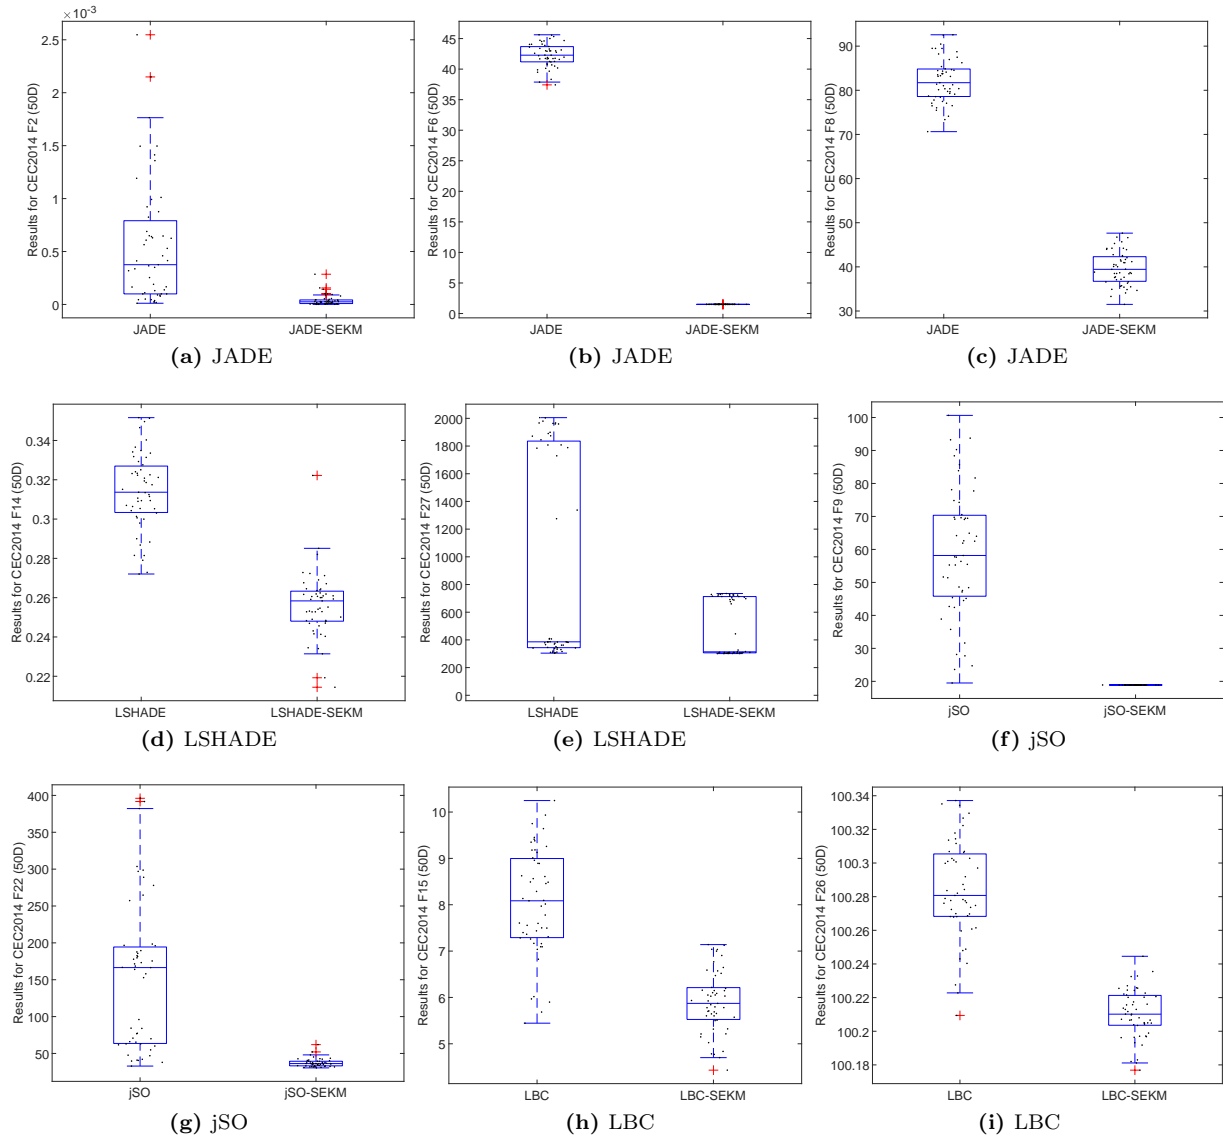 ×10⁻³
2.5
2
1.5
1
0.5
0
Results for CEC2014 F2 (50D)
JADE
JADE-SEKM
(a) JADE
45
40
35
30
25
20
15
10
5
0
Results for CEC2014 F6 (50D)
JADE
JADE-SEKM
(b) JADE
90
80
70
60
50
40
30
Results for CEC2014 F8 (50D)
JADE
JADE-SEKM
(c) JADE
0.34
0.32
0.3
0.28
0.26
0.24
0.22
Results for CEC2014 F14 (50D)
LSHADE
LSHADE-SEKM
(d) LSHADE
2000
1800
1600
1400
1200
1000
800
600
400
200
0
Results for CEC2014 F27 (50D)
LSHADE
LSHADE-SEKM
(e) LSHADE
100
90
80
70
60
50
40
30
20
Results for CEC2014 F9 (50D)
jSO
jSO-SEKM
(f) jSO
400
350
300
250
200
150
100
50
Results for CEC2014 F22 (50D)
jSO
jSO-SEKM
(g) jSO
10
9
8
7
6
5
Results for CEC2014 F15 (50D)
LBC
LBC-SEKM
(h) LBC
100.34
100.32
100.3
100.28
100.26
100.24
100.22
100.2
100.18
Results for CEC2014 F26 (50D)
LBC
LBC-SEKM
(i) LBC